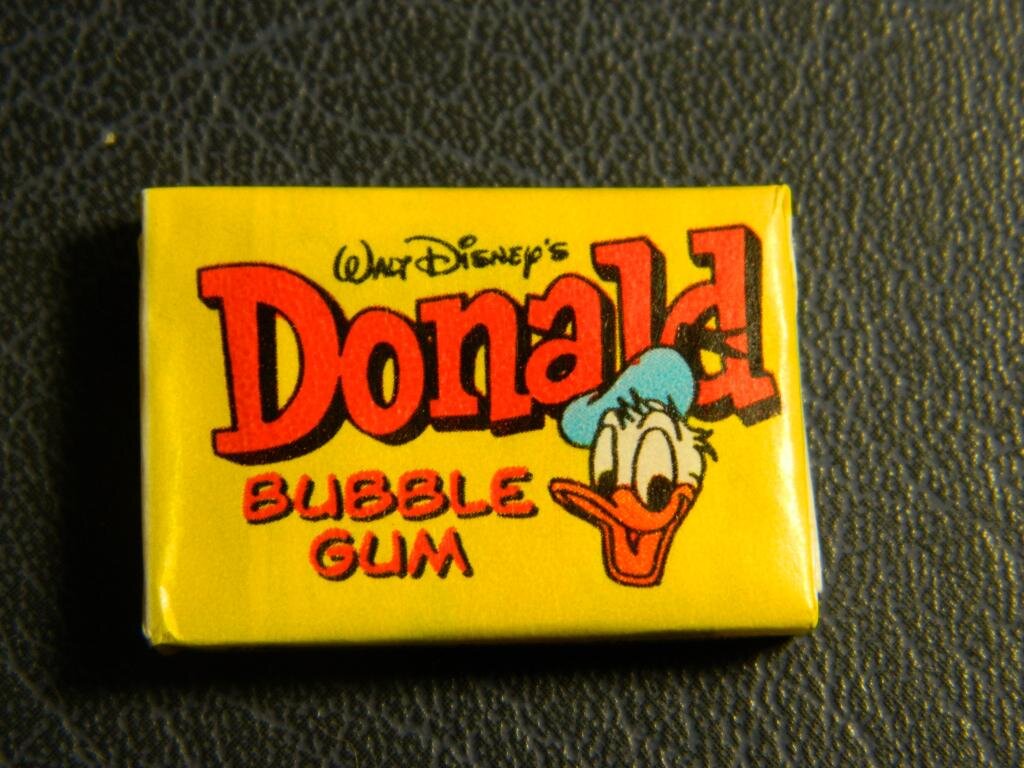 WALT DISNEY'S
Donald
BUBBLE
GUM